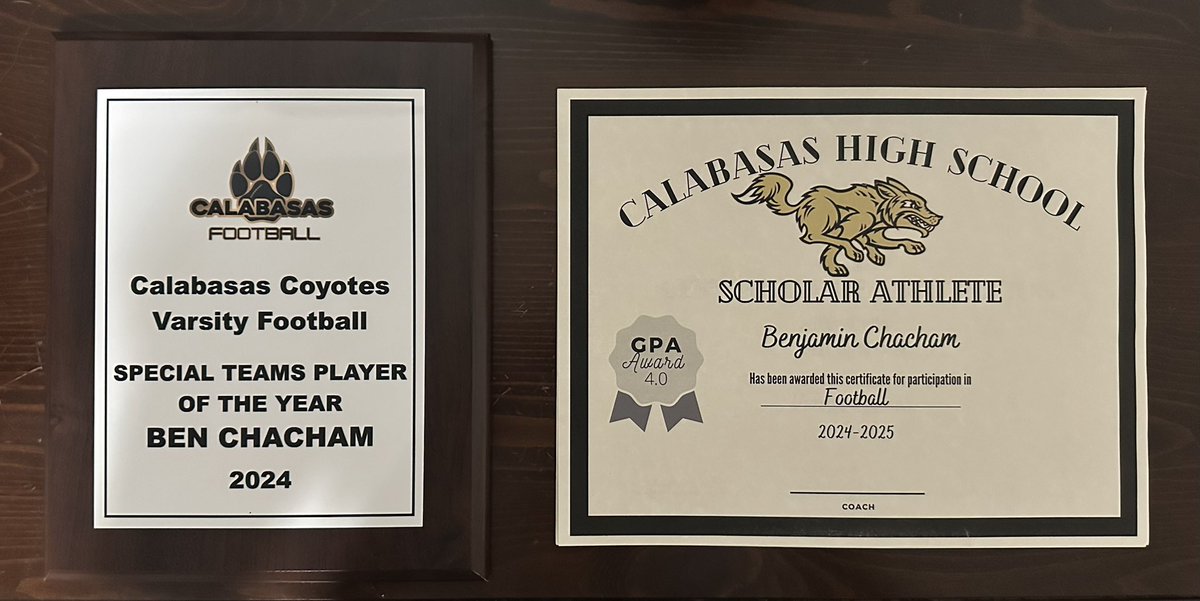 CALABASAS
FOOTBALL
Calabasas Coyotes
Varsity Football
SPECIAL TEAMS PLAYER
OF THE YEAR
BEN CHACHAM
2024
CALABASAS HIGH SCHOOL
SCHOLAR ATHLETE
Benjamin Chacham
GPA
Award
4.0
Has been awarded this certificate for participation in
Football
2024-2025
COACH